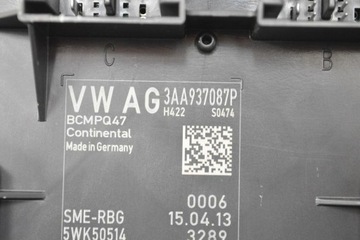 C
B
VW AG 3AA937087P
BCMPQ47 H422 S0474
Continental
Made in Germany
0006
SME-RBG 15.04.13
5WK50514 3289